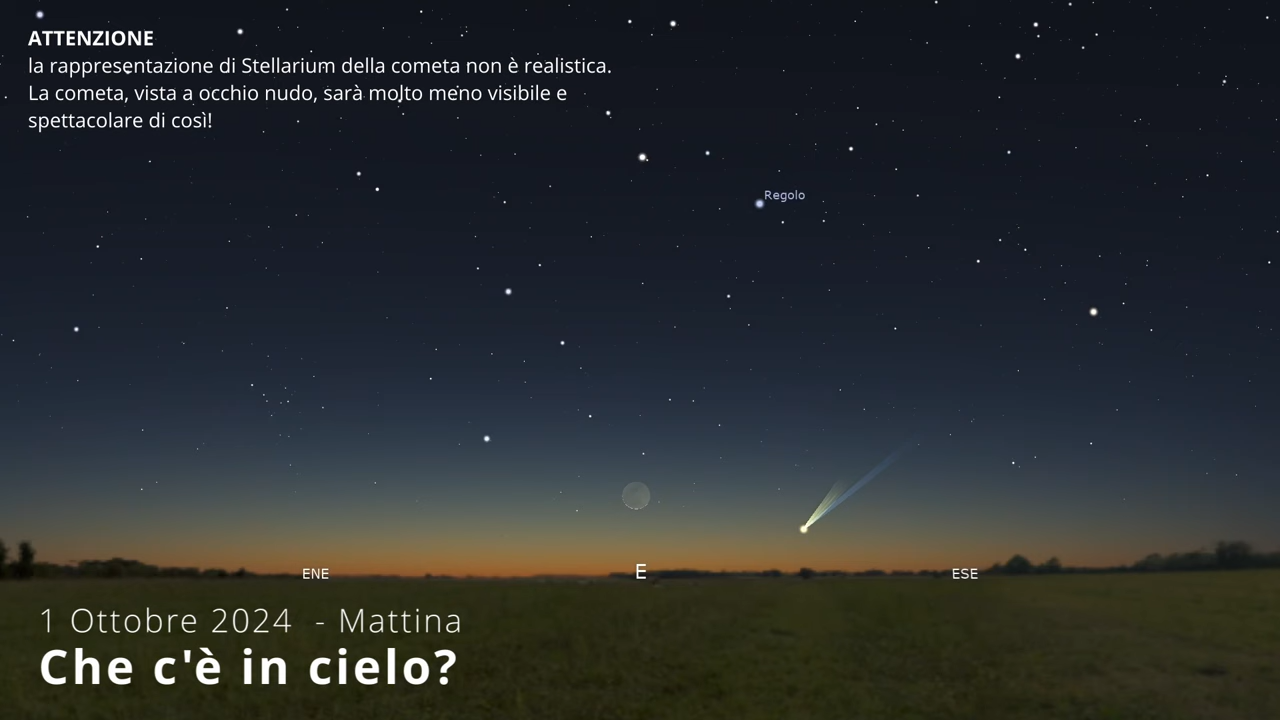 ATTENZIONE
la rappresentazione di Stellarium della cometa non è realistica.
La cometa, vista a occhio nudo, sarà molto meno visibile e
spettacolare di così!
Regolo
ENE
E
ESE
1 Ottobre 2024 - Mattina
Che c'è in cielo?